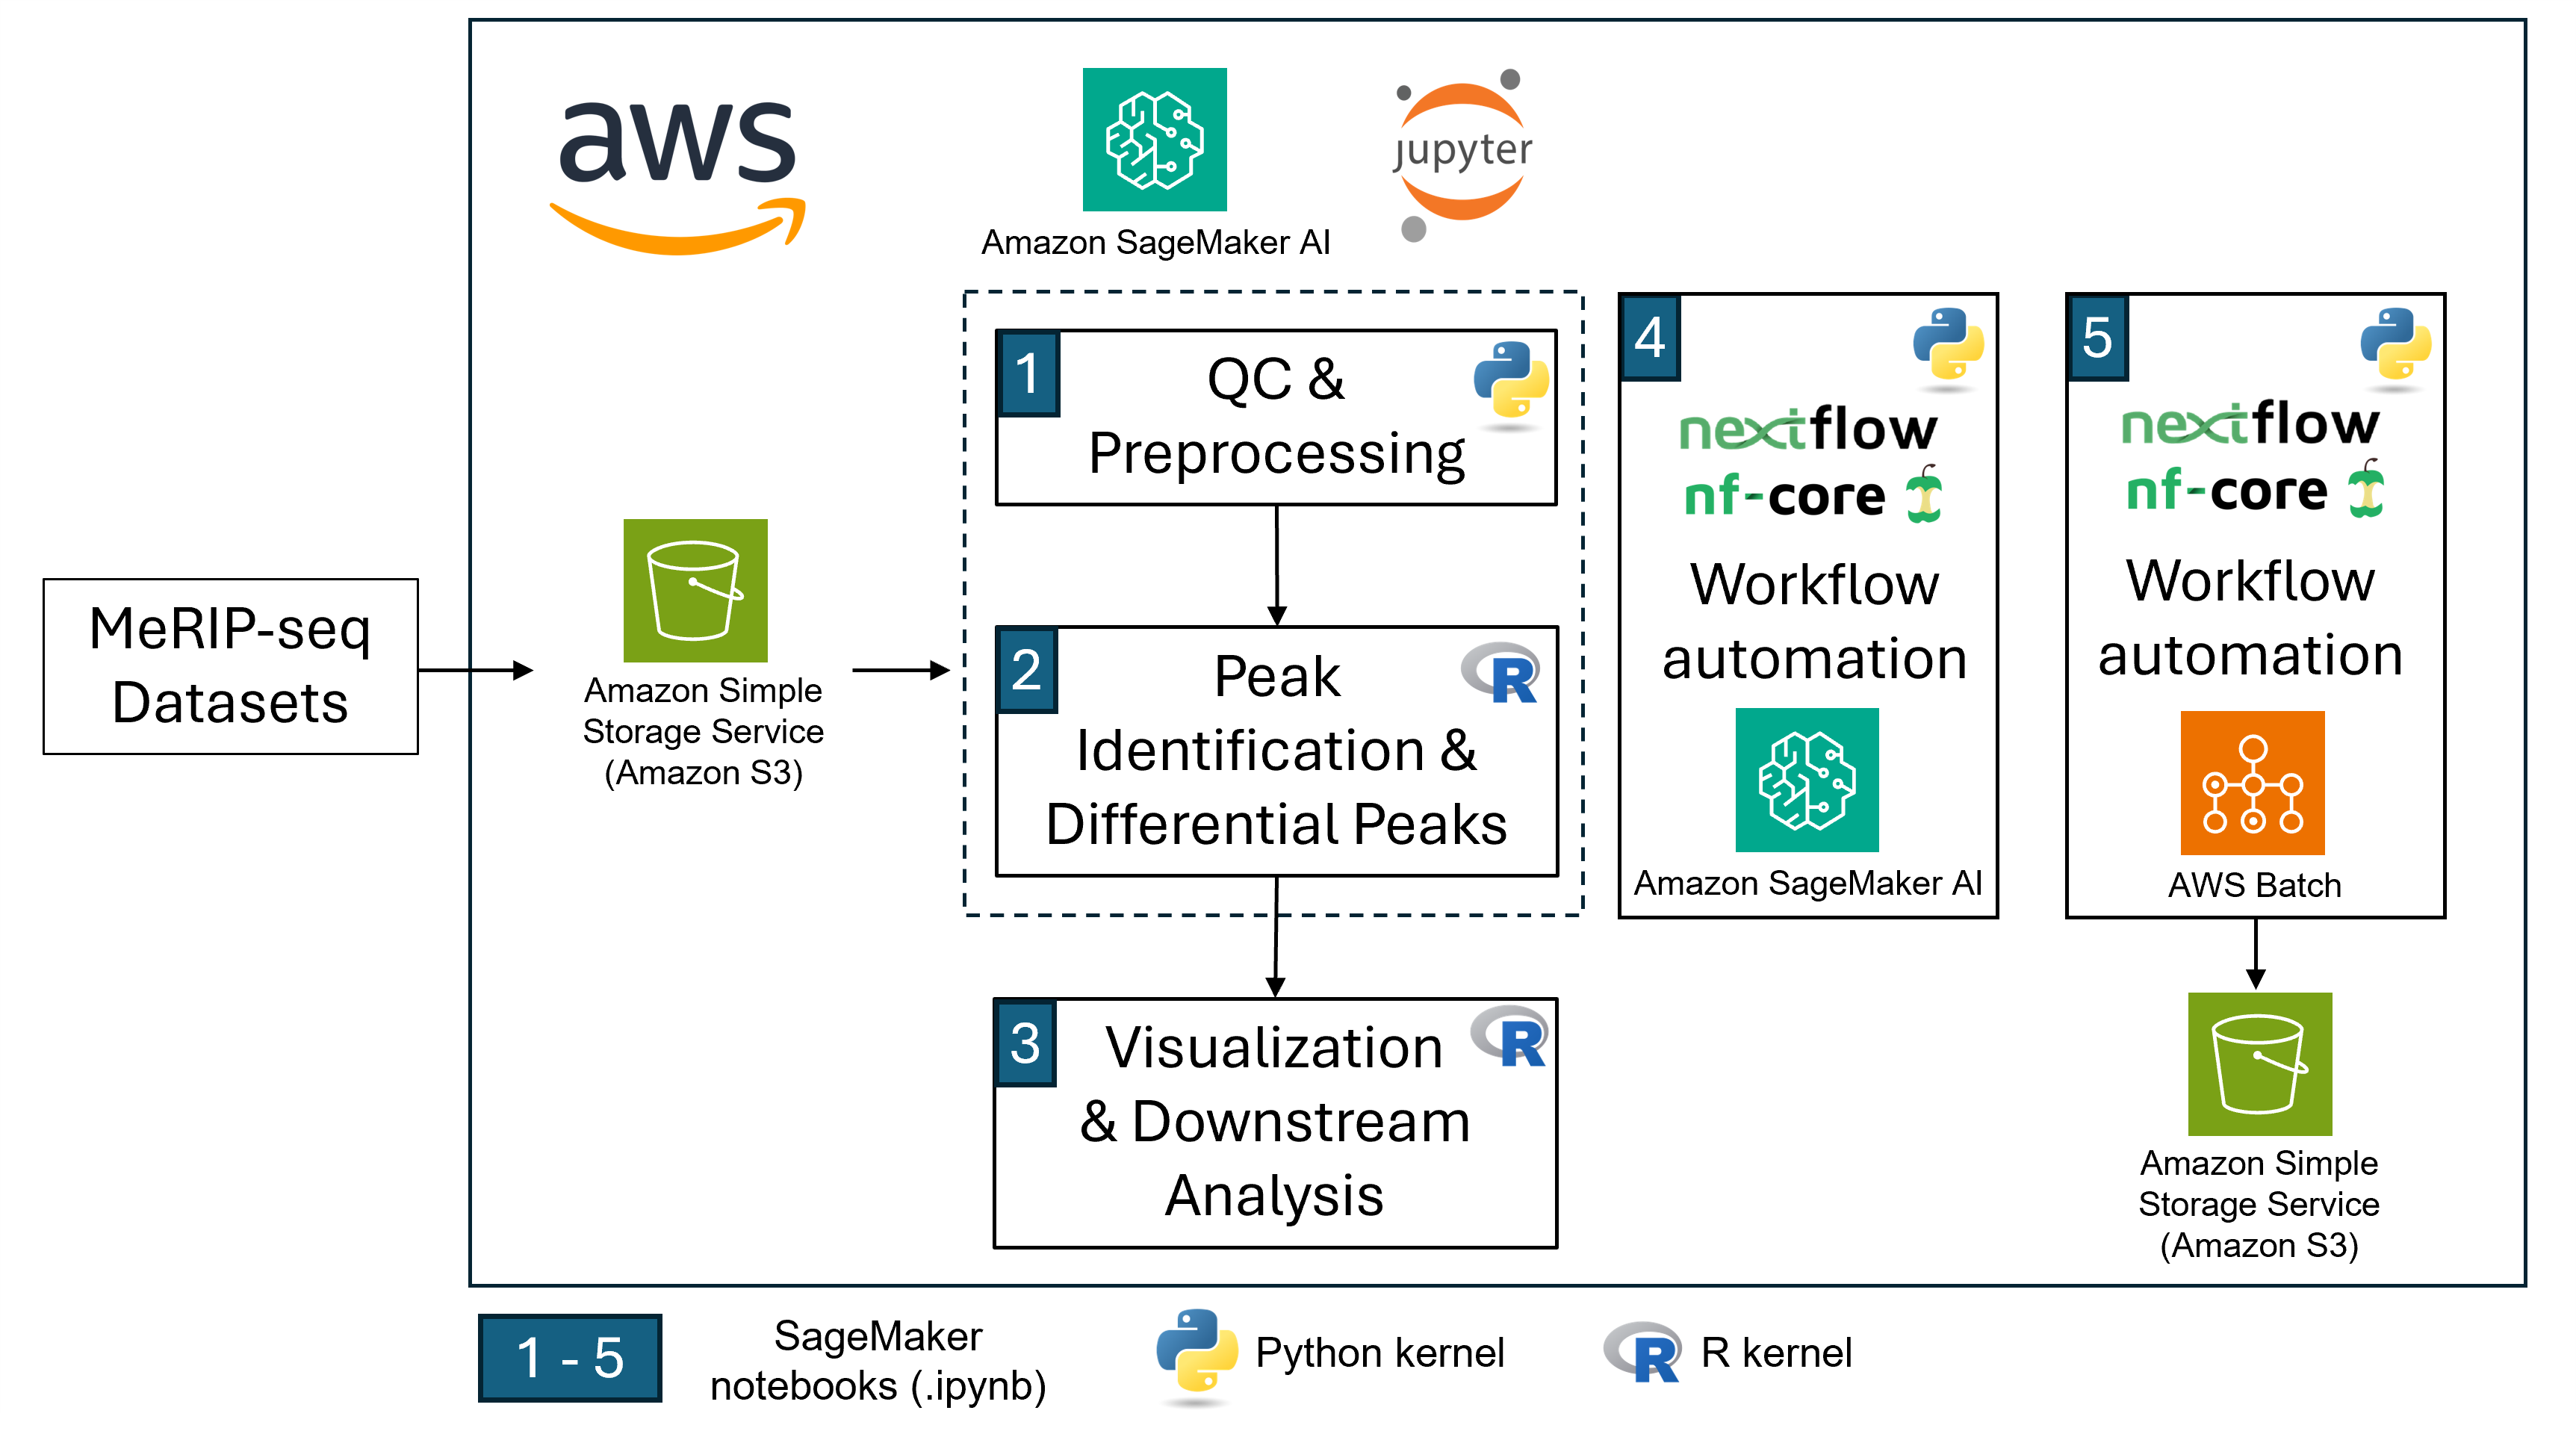 aws
Amazon SageMaker AI
jupyter
MeRIP-seq
Datasets
Amazon Simple
Storage Service
(Amazon S3)
1
QC &
Preprocessing
2
Peak
Identification &
Differential Peaks
3
Visualization
& Downstream
Analysis
4
nextflow
nf-core
Workflow
automation
Amazon SageMaker AI
5
nextflow
nf-core
Workflow
automation
AWS Batch
Amazon Simple
Storage Service
(Amazon S3)
1 - 5
SageMaker
notebooks (.ipynb)
Python kernel
R
R kernel